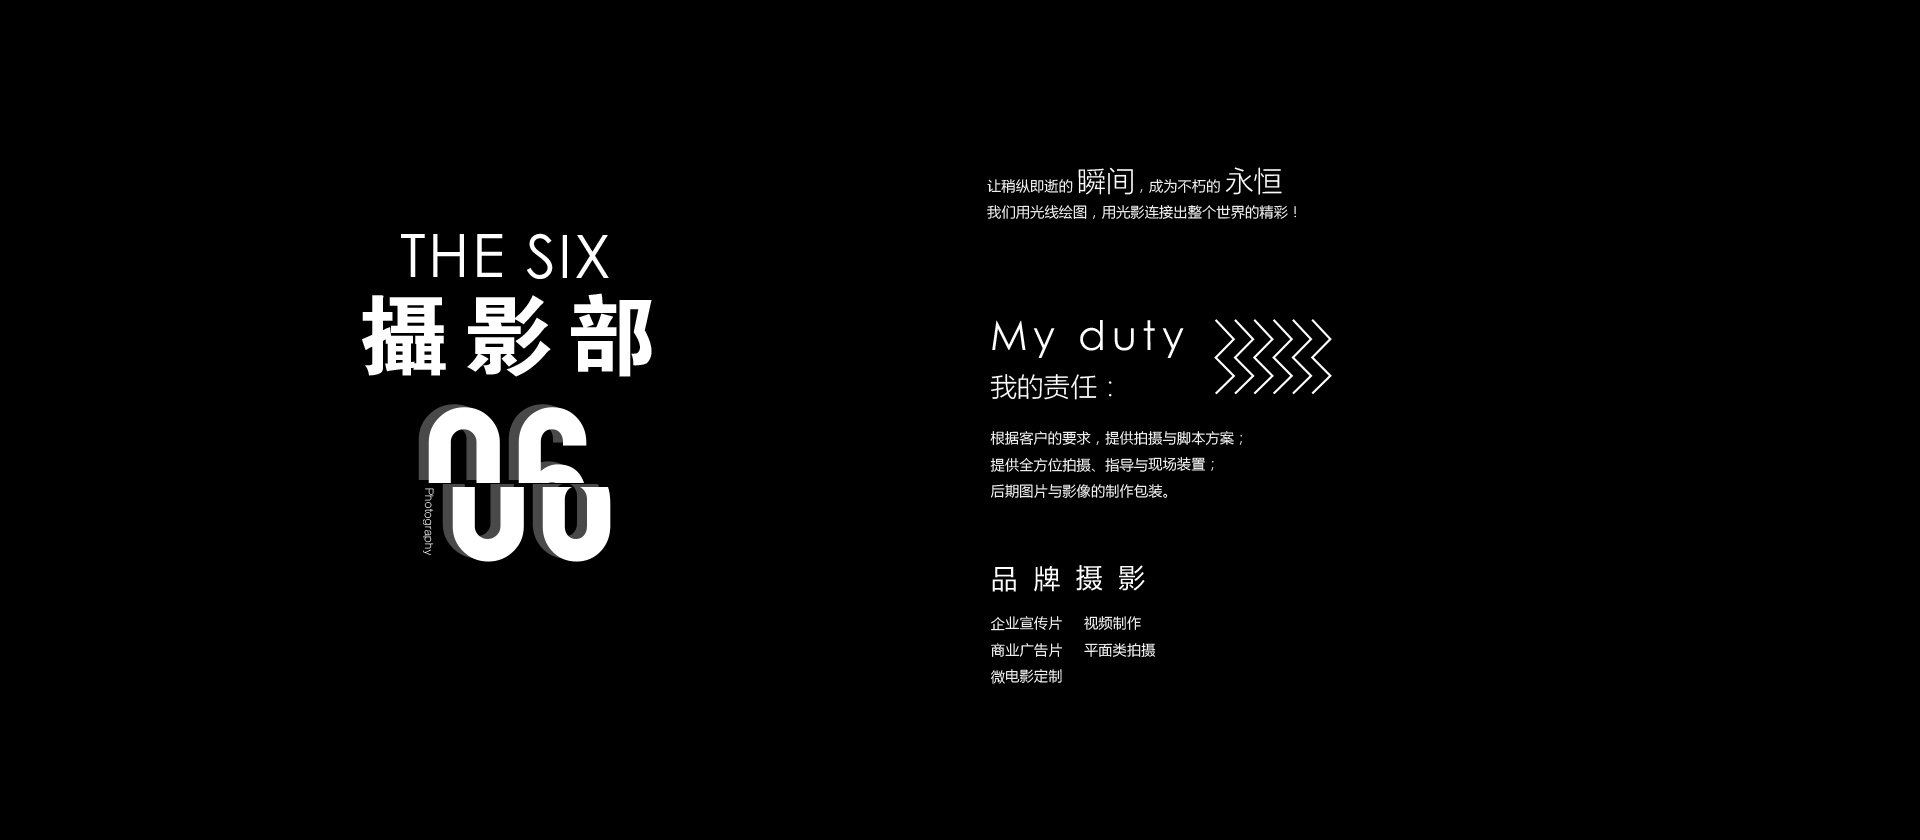 THE SIX
攝影部
06
Photography
让稍纵即逝的 瞬间，成为不朽的 永恒
我们用光线绘图，用光影连接出整个世界的精彩！
My duty
我的责任：
根据客户的要求，提供拍摄与脚本方案；
提供全方位拍摄、指导与现场装置；
后期图片与影像的制作包装。
品牌摄影
企业宣传片 视频制作
商业广告片 平面类拍摄
微电影定制